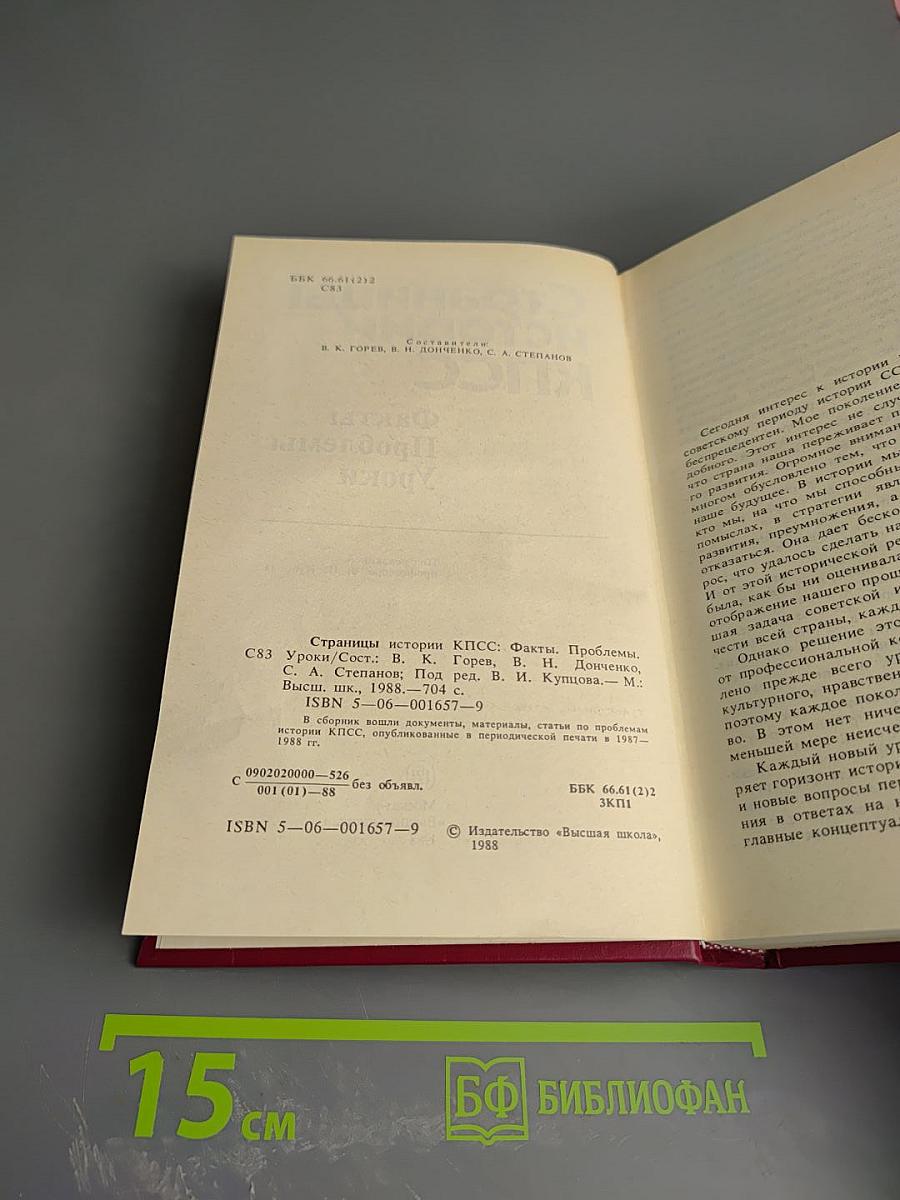 ББК 66.61(2)2
С83
Составители:
В. К. ГОРЕВ, В. Н. ДОНЧЕНКО, С. А. СТЕПАНОВ
Страницы истории КПСС: Факты. Проблемы.
С83 Уроки/Сост.: В. К. Горев, В. Н. Донченко,
С. А. Степанов; Под ред. В. И. Купцова.— М.:
Высш. шк., 1988.—704 с.
ISBN 5—06—001657—9
В сборник вошли документы, материалы, статьи по проблемам
истории КПСС, опубликованные в периодической печати в 1987—
1988 гг.
С 0902020000—526
001 (01)—88
без объявл.
ББК 66.61(2)2
3КП1
ISBN 5—06—001657—9
© Издательство «Высшая школа»,
1988
Сегодня интерес к истории
советскому периоду истории СС
беспрецедентен. Мое поколение
добного. Этот интерес не случ
что страна наша переживает п
го развития. Огромное вниман
многом обусловлено тем, что
наше будущее. В истории мы
кто мы, на что мы способны
помыслах, в стратегии явл
развития, преумножения, а
отказаться. Она дает беско
рос, что удалось сделать на
И от этой исторической ре
была, как бы ни оценивала
отображение нашего прош
шая задача советской и
чести всей страны, кажд
Однако решение это
от профессиональной к
лено прежде всего ур
культурного, нравствен
поэтому каждое покол
во. В этом нет ниче
меньшей мере неисче
Каждый новый ур
ряет горизонт истори
и новые вопросы пер
ния в ответах на н
главные концептуал
15 см
БФ БИБЛИОФАН